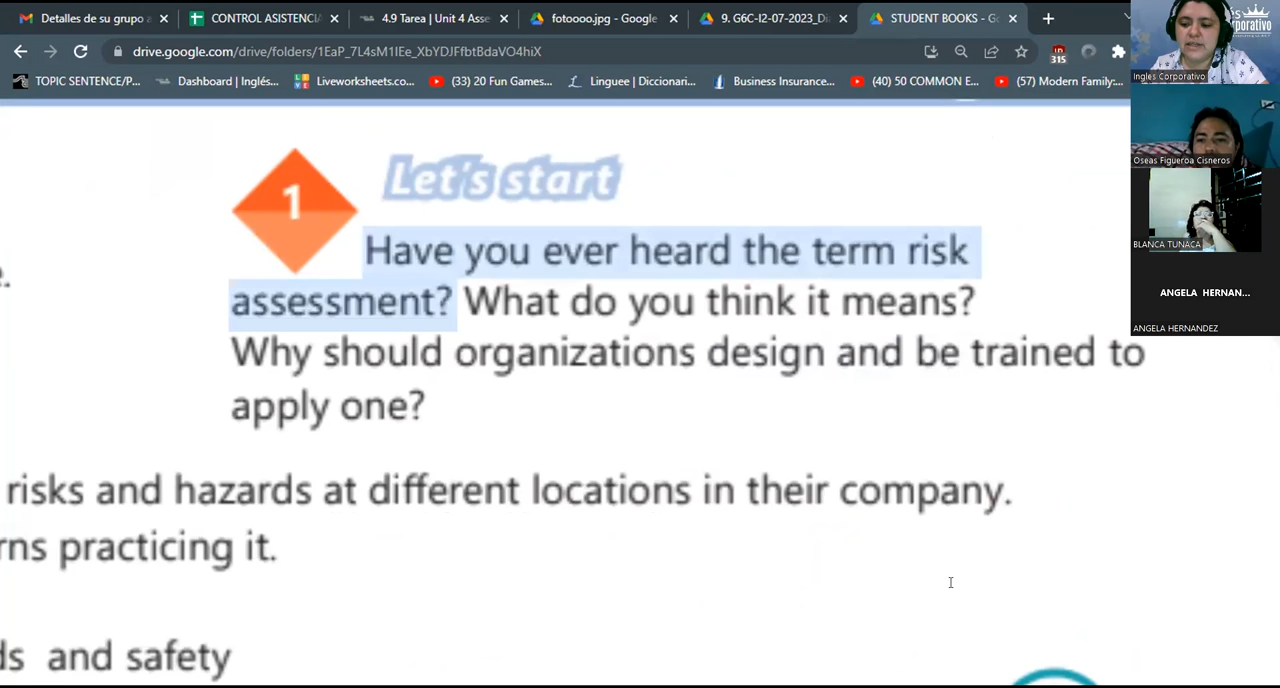 Detalles de su grupo a
CONTROL ASISTENCIA
4.9 Tarea | Unit 4 Asse
fotoooo.jpg - Google
9. G6C-I2-07-2023_Di
STUDENT BOOKS - Go
drive.google.com/drive/folders/1EaP_7L4sM1IEe_XbYDJFfbtBdaVO4hiX
315
TOPIC SENTENCE/P...
Dashboard | Inglés...
Liveworksheets.co...
(33) 20 Fun Games...
Linguee | Diccionari...
Business Insurance...
(40) 50 COMMON E...
(57) Modern Family:...
Ingles Corporativo
Oseas Figueroa Cisneros
BLANCA TUNACA
ANGELA HERNAN...
ANGELA HERNANDEZ
1
Let's start
Have you ever heard the term risk
assessment? What do you think it means?
Why should organizations design and be trained to
apply one?
e.
risks and hazards at different locations in their company.
rns practicing it.
ds and safety